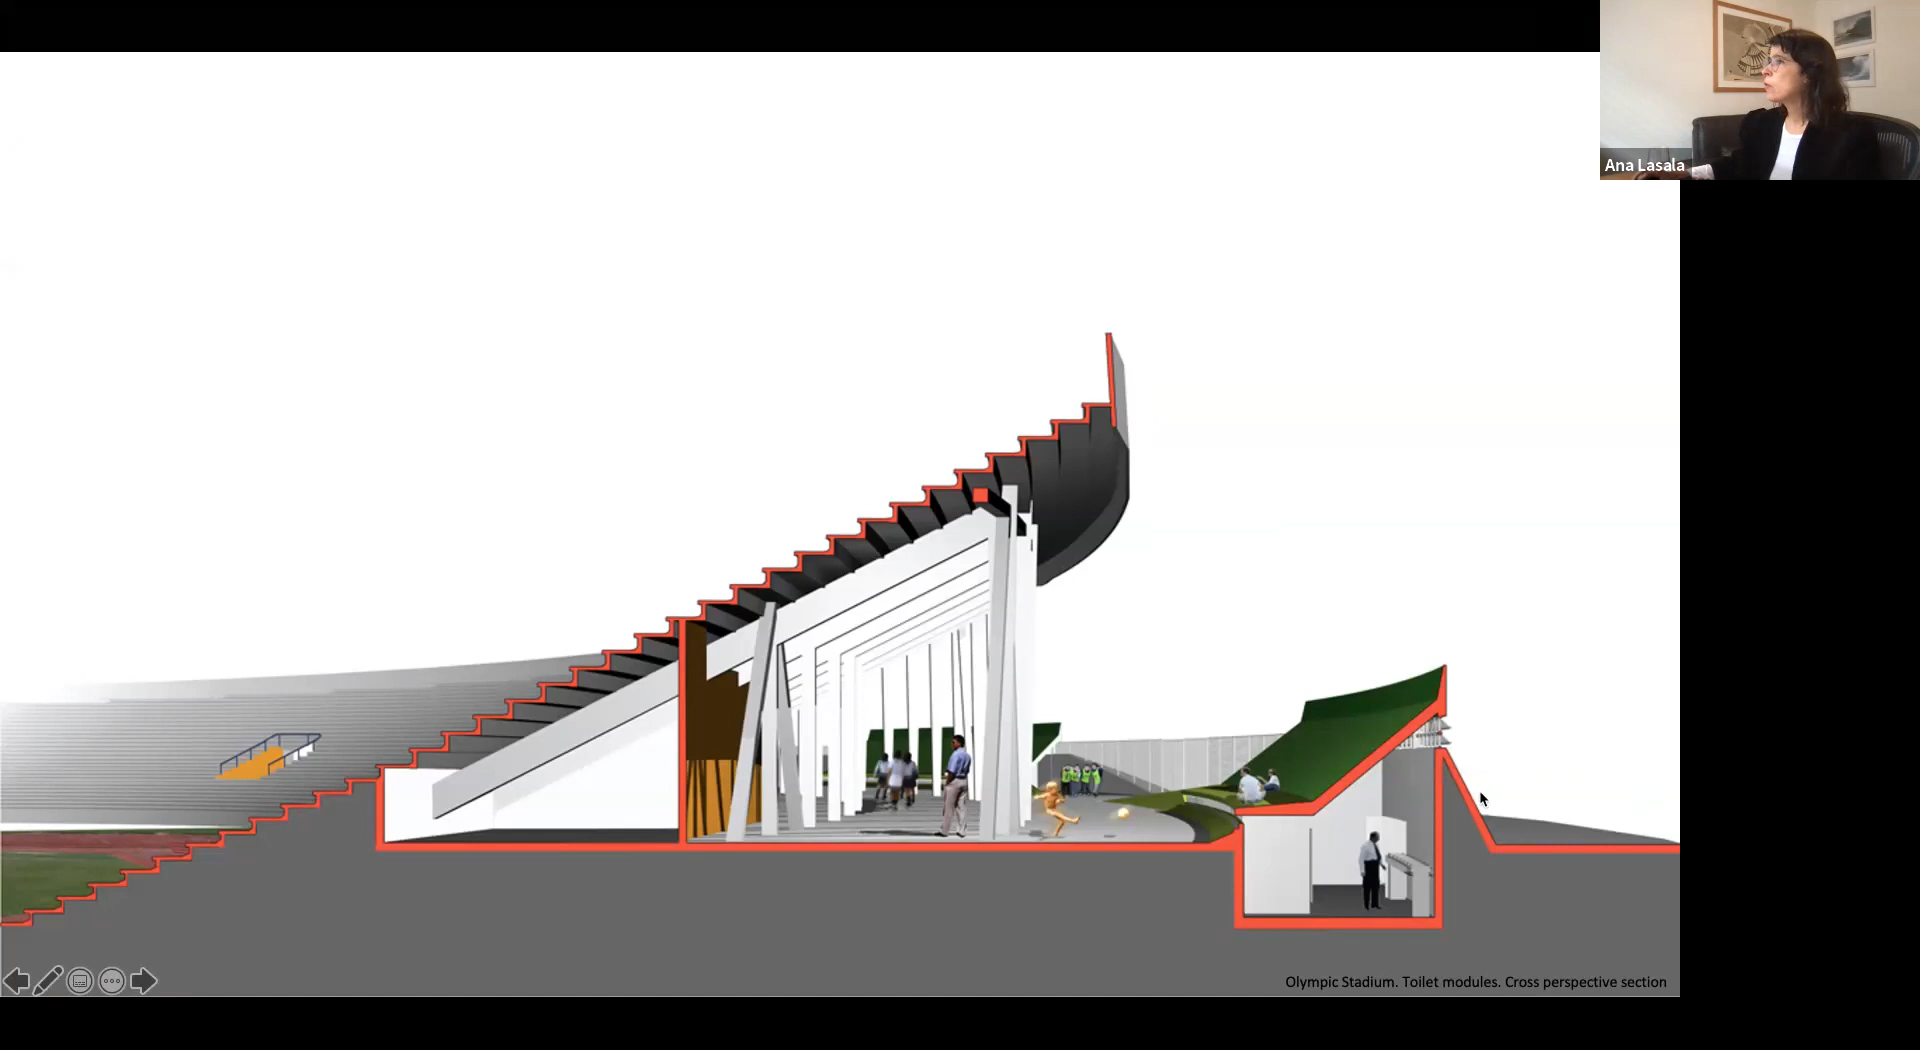 Ana Lasala
Olympic Stadium. Toilet modules. Cross perspective section